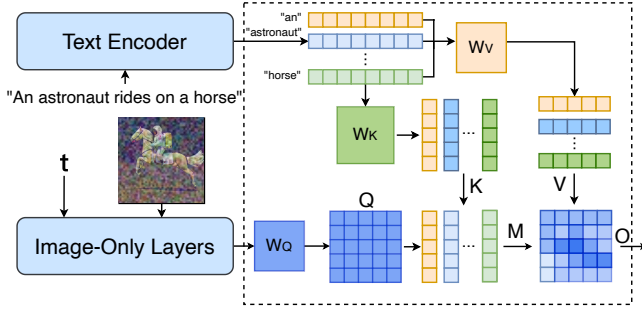 Text Encoder
"An astronaut rides on a horse"
t
Image-Only Layers
"an"
"astronaut"
"horse"
WV
WK
...
...
K
V
Q
WQ
...
M
O